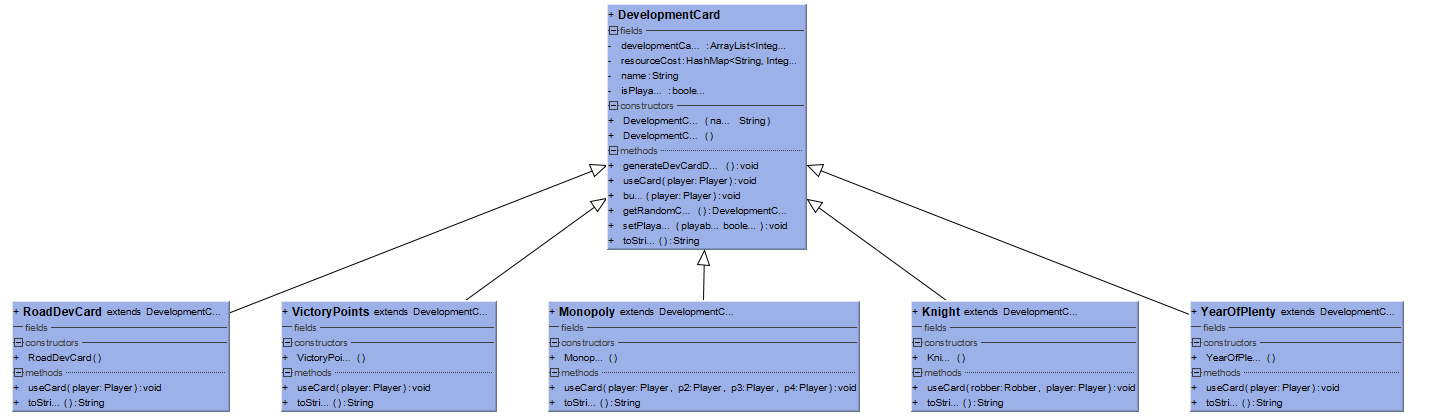 + DevelopmentCard
fields
- developmentCa... :ArrayList<Integ...
- resourceCost:HashMap<String, Integ...
- name:String
- isPlaya... :boole...
constructors
+ DevelopmentC... (na... String)
+ DevelopmentC... ()
methods
+ generateDevCardD... ():void
+ useCard(player:Player):void
+ bu... (player:Player):void
+ getRandomC... ():DevelopmentC...
+ setPlaya... (playab... boole... ):void
+ toStri... ():String
+ RoadDevCard extends DevelopmentC...
fields
constructors
+ RoadDevCard()
methods
+ useCard(player:Player):void
+ toStri... ():String
+ VictoryPoints extends DevelopmentC...
fields
constructors
+ VictoryPoi... ()
methods
+ useCard(player:Player):void
+ toStri... ():String
+ Monopoly extends DevelopmentC...
fields
constructors
+ Monop... ()
methods
+ useCard(player:Player, p2:Player, p3:Player, p4:Player):void
+ toStri... ():String
+ Knight extends DevelopmentC...
fields
constructors
+ Kni... ()
methods
+ useCard(robber:Robber, player:Player):void
+ toStri... ():String
+ YearOfPlenty extends DevelopmentC...
fields
constructors
+ YearOfPle... ()
methods
+ useCard(player:Player):void
+ toStri... ():String